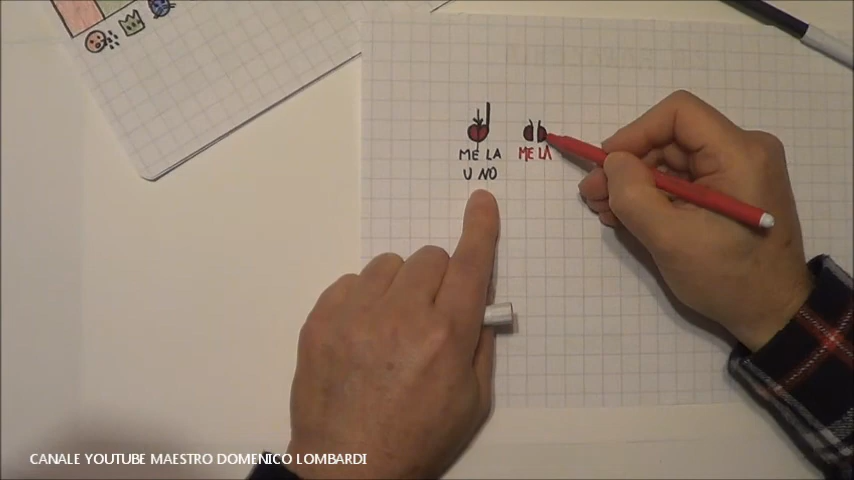 ME LA ME LA
U NO
CANALE YOUTUBE MAESTRO DOMENICO LOMBARDI